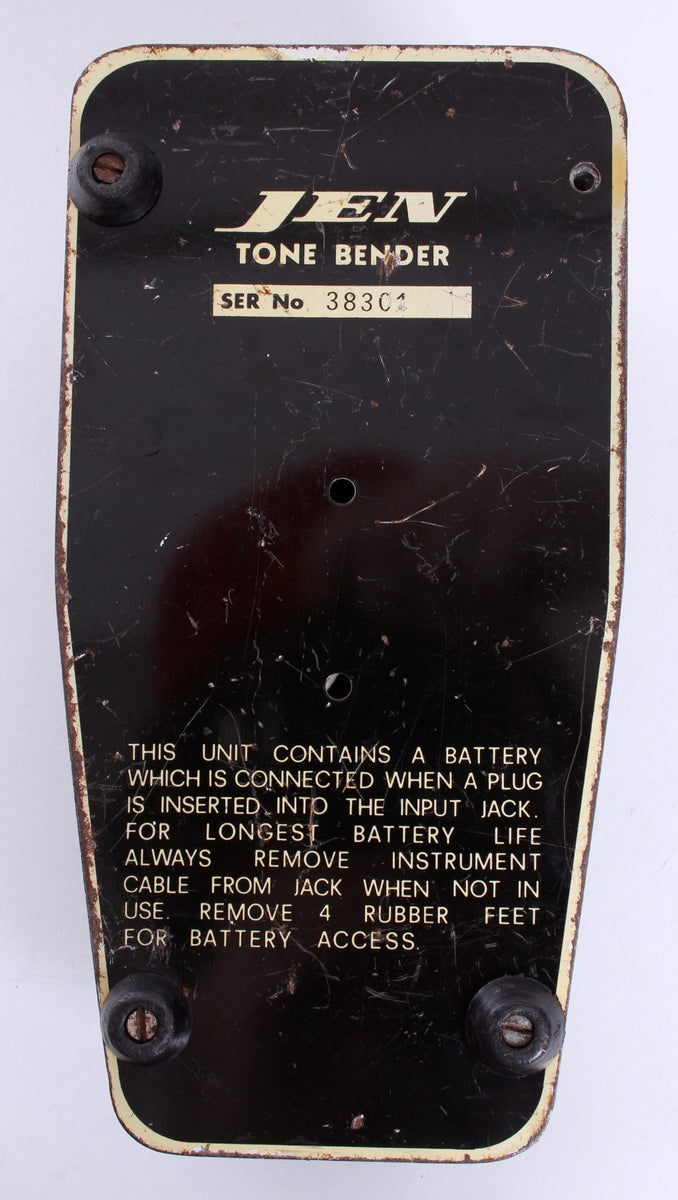 JEN
TONE BENDER
SER No 38301
THIS UNIT CONTAINS A BATTERY
WHICH IS CONNECTED WHEN A PLUG
IS INSERTED INTO THE INPUT JACK.
FOR LONGEST BATTERY LIFE
ALWAYS REMOVE INSTRUMENT
CABLE FROM JACK WHEN NOT IN
USE. REMOVE 4 RUBBER FEET
FOR BATTERY ACCESS.